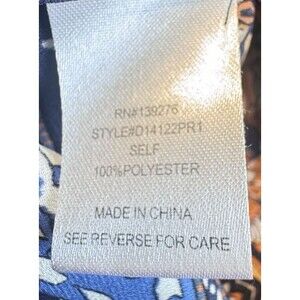 RN#139276
STYLE#D14122PR1
SELF
100%POLYESTER
MADE IN CHINA
SEE REVERSE FOR CARE